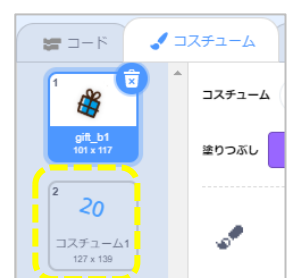 コード
コスチューム
1
gift_b1
101 x 117
2
20
コスチューム1
127 x 139
コスチューム
塗りつぶし